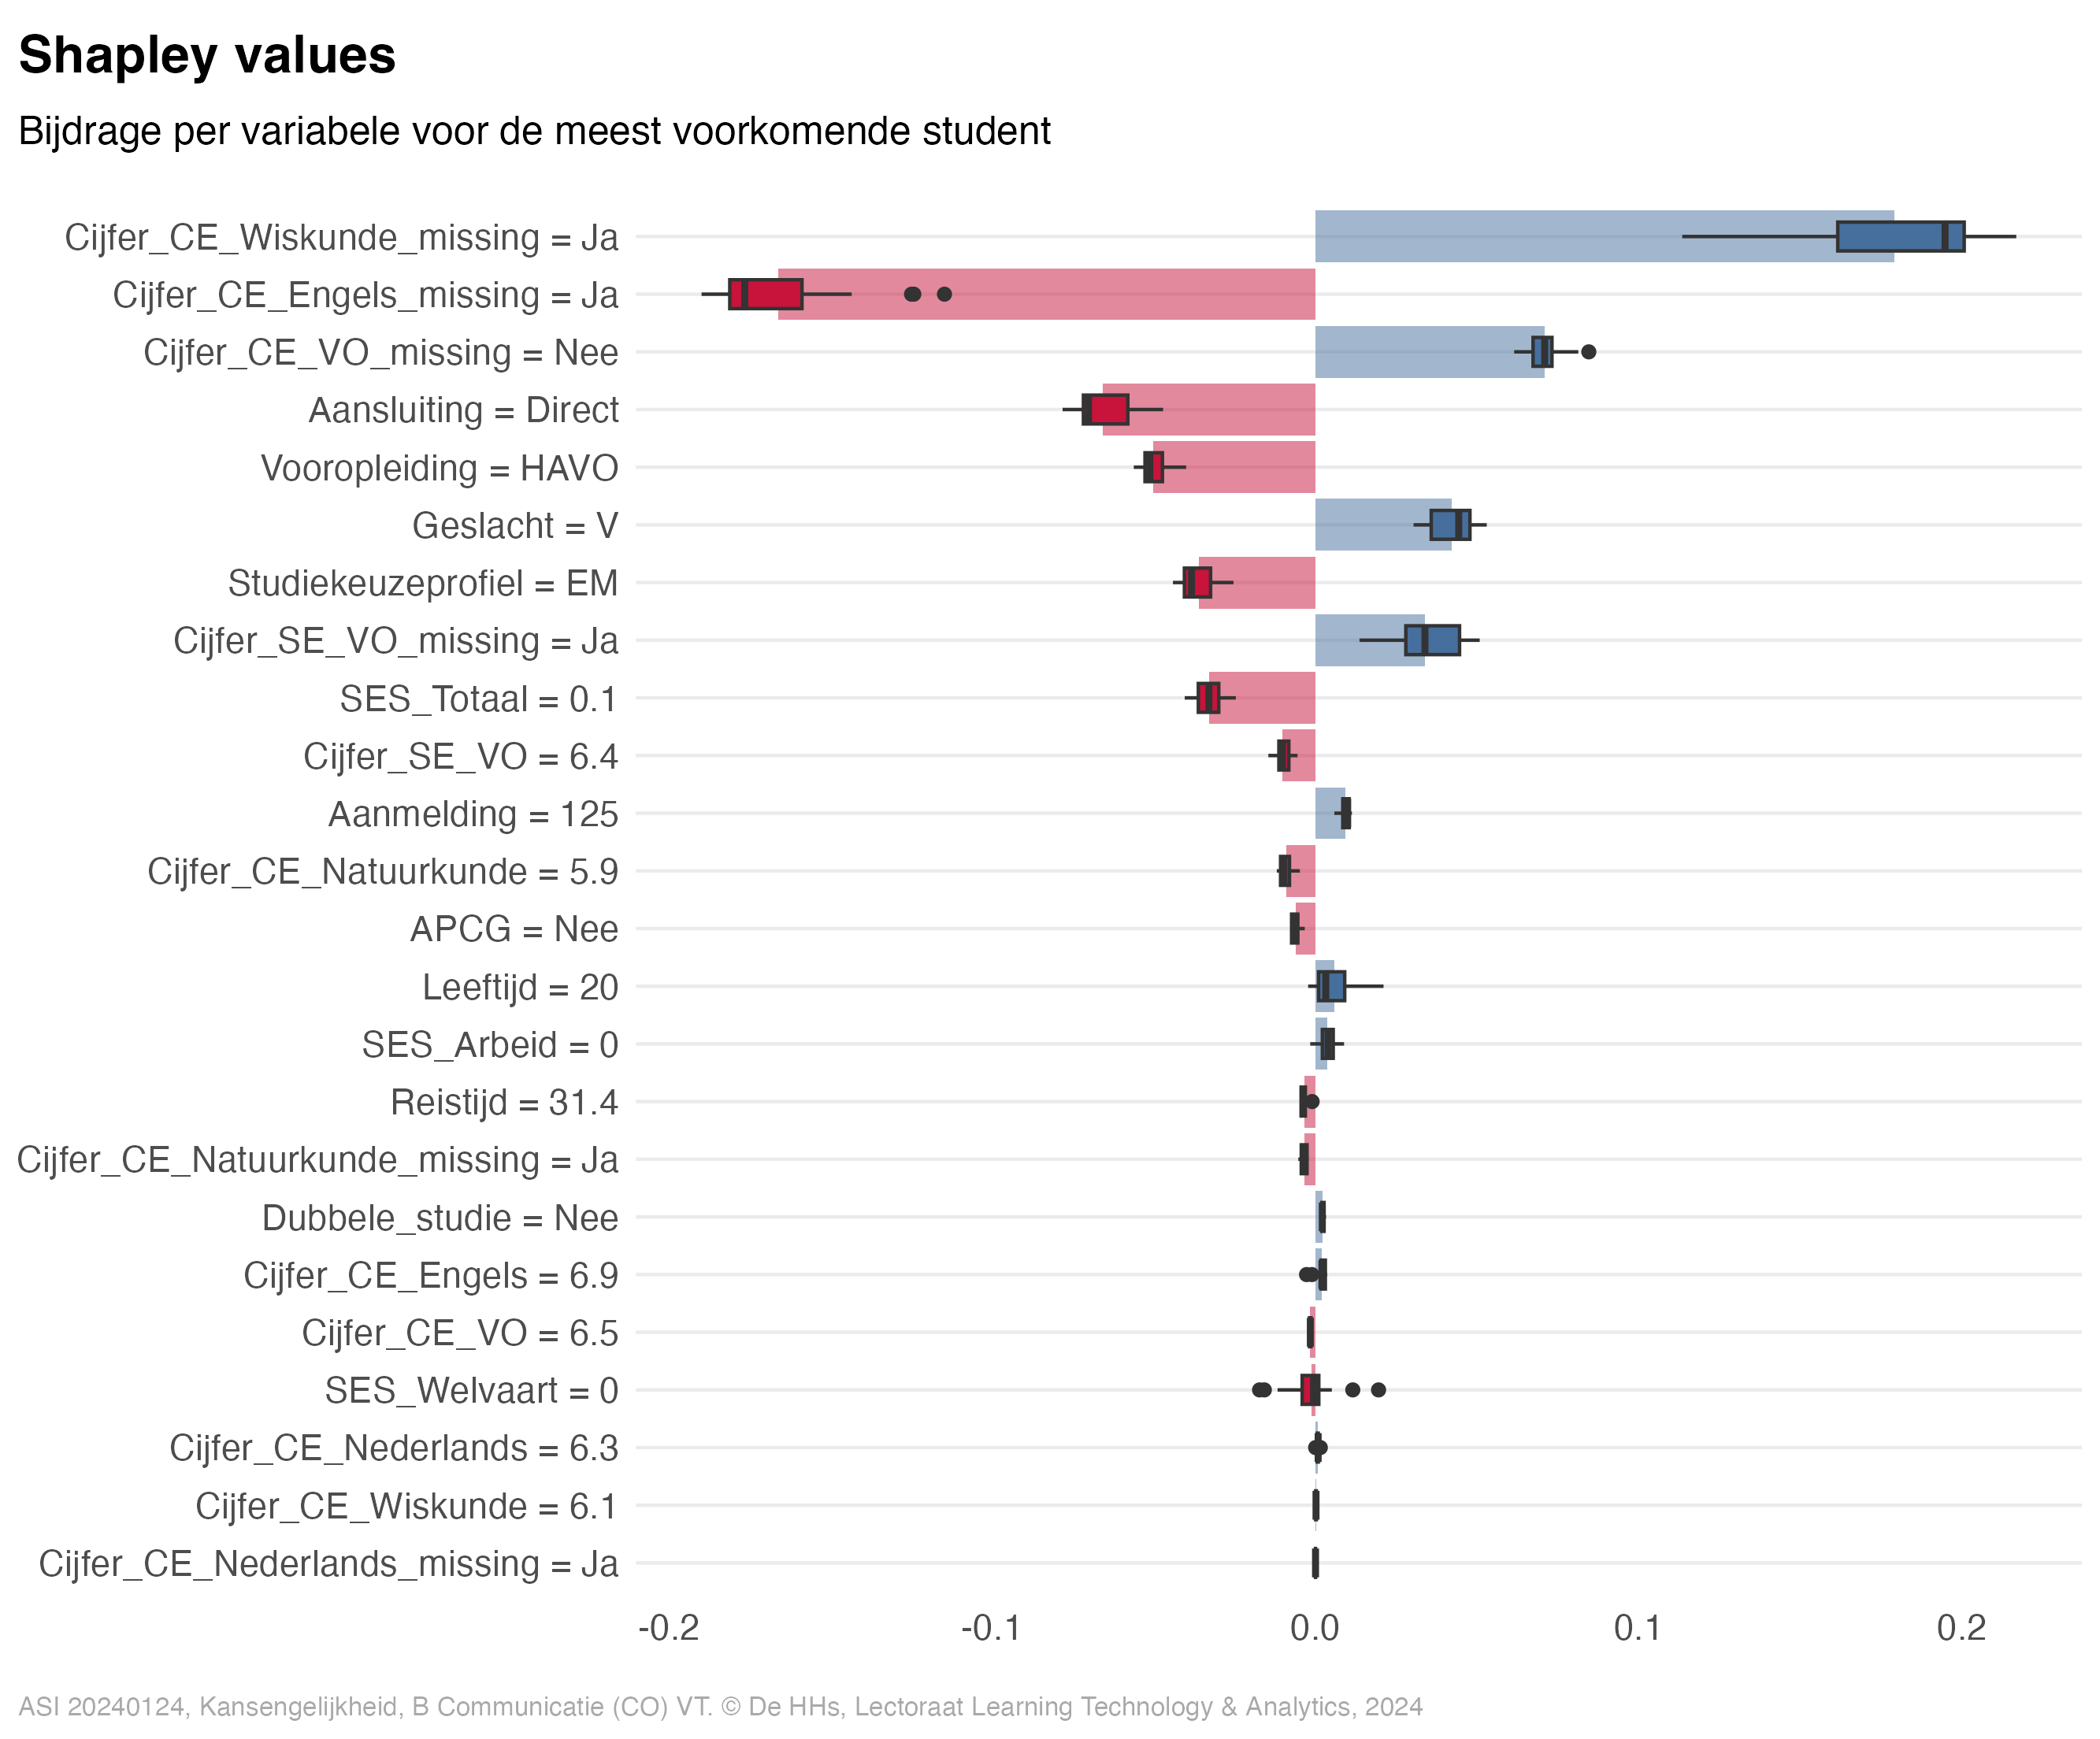 Shapley values
Bijdrage per variabele voor de meest voorkomende student
Cijfer_CE_Wiskunde_missing = Ja
Cijfer_CE_Engels_missing = Ja
Cijfer_CE_VO_missing = Nee
Aansluiting = Direct
Vooropleiding = HAVO
Geslacht = V
Studiekeuzeprofiel = EM
Cijfer_SE_VO_missing = Ja
SES_Totaal = 0.1
Cijfer_SE_VO = 6.4
Aanmelding = 125
Cijfer_CE_Natuurkunde = 5.9
APCG = Nee
Leeftijd = 20
SES_Arbeid = 0
Reistijd = 31.4
Cijfer_CE_Natuurkunde_missing = Ja
Dubbele_studie = Nee
Cijfer_CE_Engels = 6.9
Cijfer_CE_VO = 6.5
SES_Welvaart = 0
Cijfer_CE_Nederlands = 6.3
Cijfer_CE_Wiskunde = 6.1
Cijfer_CE_Nederlands_missing = Ja
-0.2 -0.1 0.0 0.1 0.2
ASI 20240124, Kansengelijkheid, B Communicatie (CO) VT. © De HHs, Lectoraat Learning Technology & Analytics, 2024